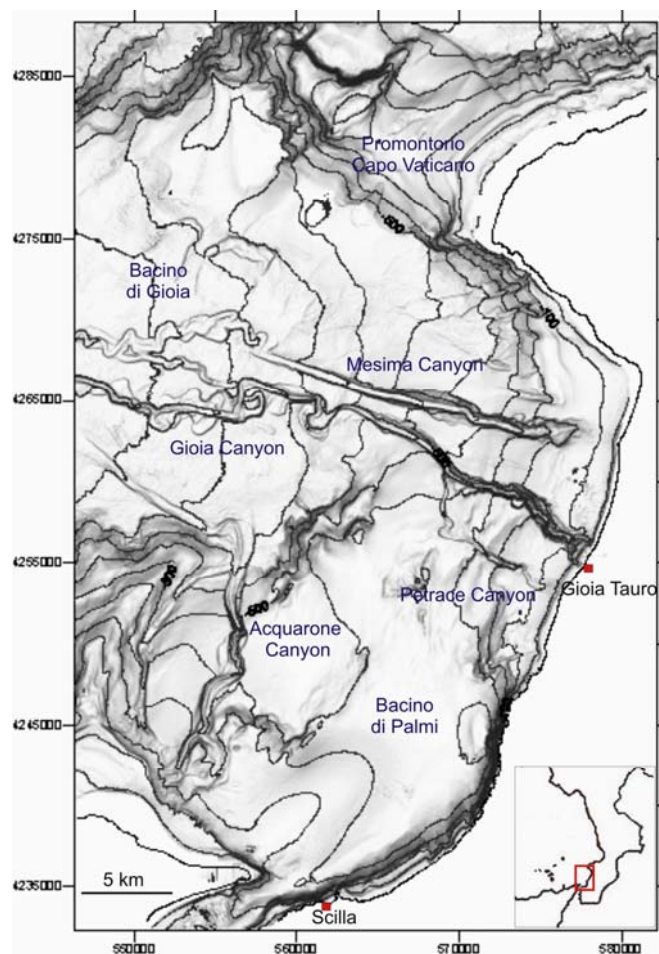 4285000
Promontorio
Capo Vaticano
-500
4275000
Bacino
di Gioia
-100
Mesima Canyon
4265000
Gioia Canyon
4255000
Gioia Tauro
Petrace Canyon
Acquarone
Canyon
Bacino
di Palmi
4245000
5 km
4235000
Scilla
550000
560000
570000
580000